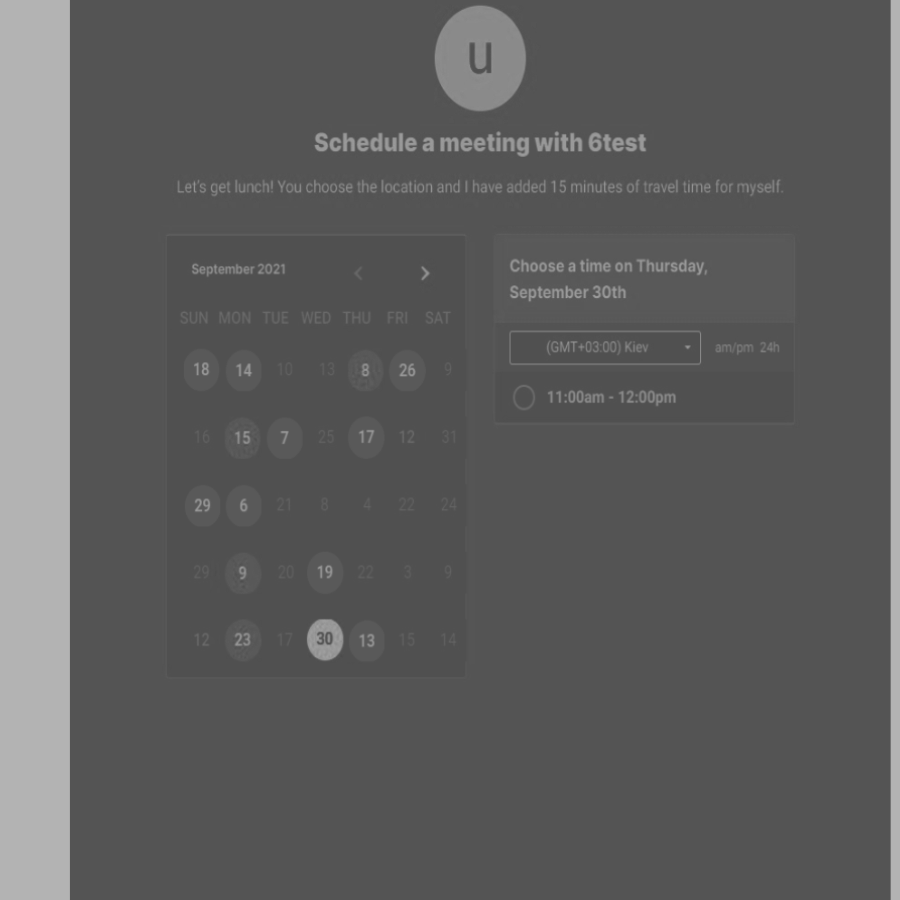 u
Schedule a meeting with 6test
Let's get lunch! You choose the location and I have added 15 minutes of travel time for myself.
September 2021
SUN MON TUE WED THU FRI SAT
18 14 10 13 8 26 9
16 15 7 25 17 12 31
29 6 21 8 4 22 24
29 9 20 19 22 3 9
12 23 17 30 13 15 14
Choose a time on Thursday,
September 30th
(GMT+03:00) Kiev am/pm 24h
11:00am - 12:00pm